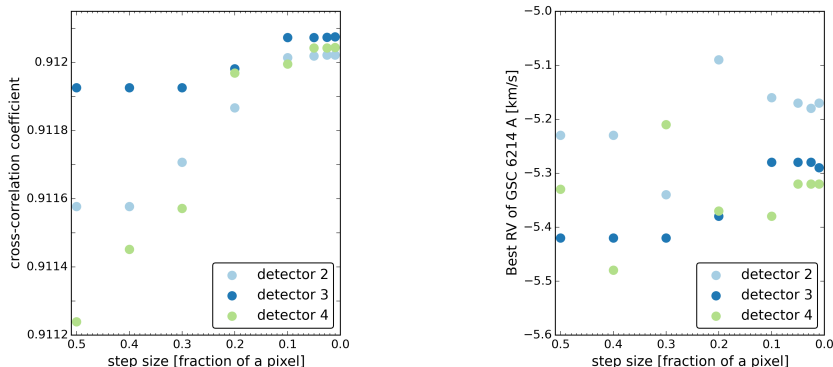 0.912
0.9118
0.9116
0.9114
0.9112
cross-correlation coefficient
0.5 0.4 0.3 0.2 0.1 0.0
step size [fraction of a pixel]
detector 2
detector 3
detector 4
−5.0
−5.1
−5.2
−5.3
−5.4
−5.5
−5.6
Best RV of GSC 6214 A [km/s]
0.5 0.4 0.3 0.2 0.1 0.0
step size [fraction of a pixel]
detector 2
detector 3
detector 4